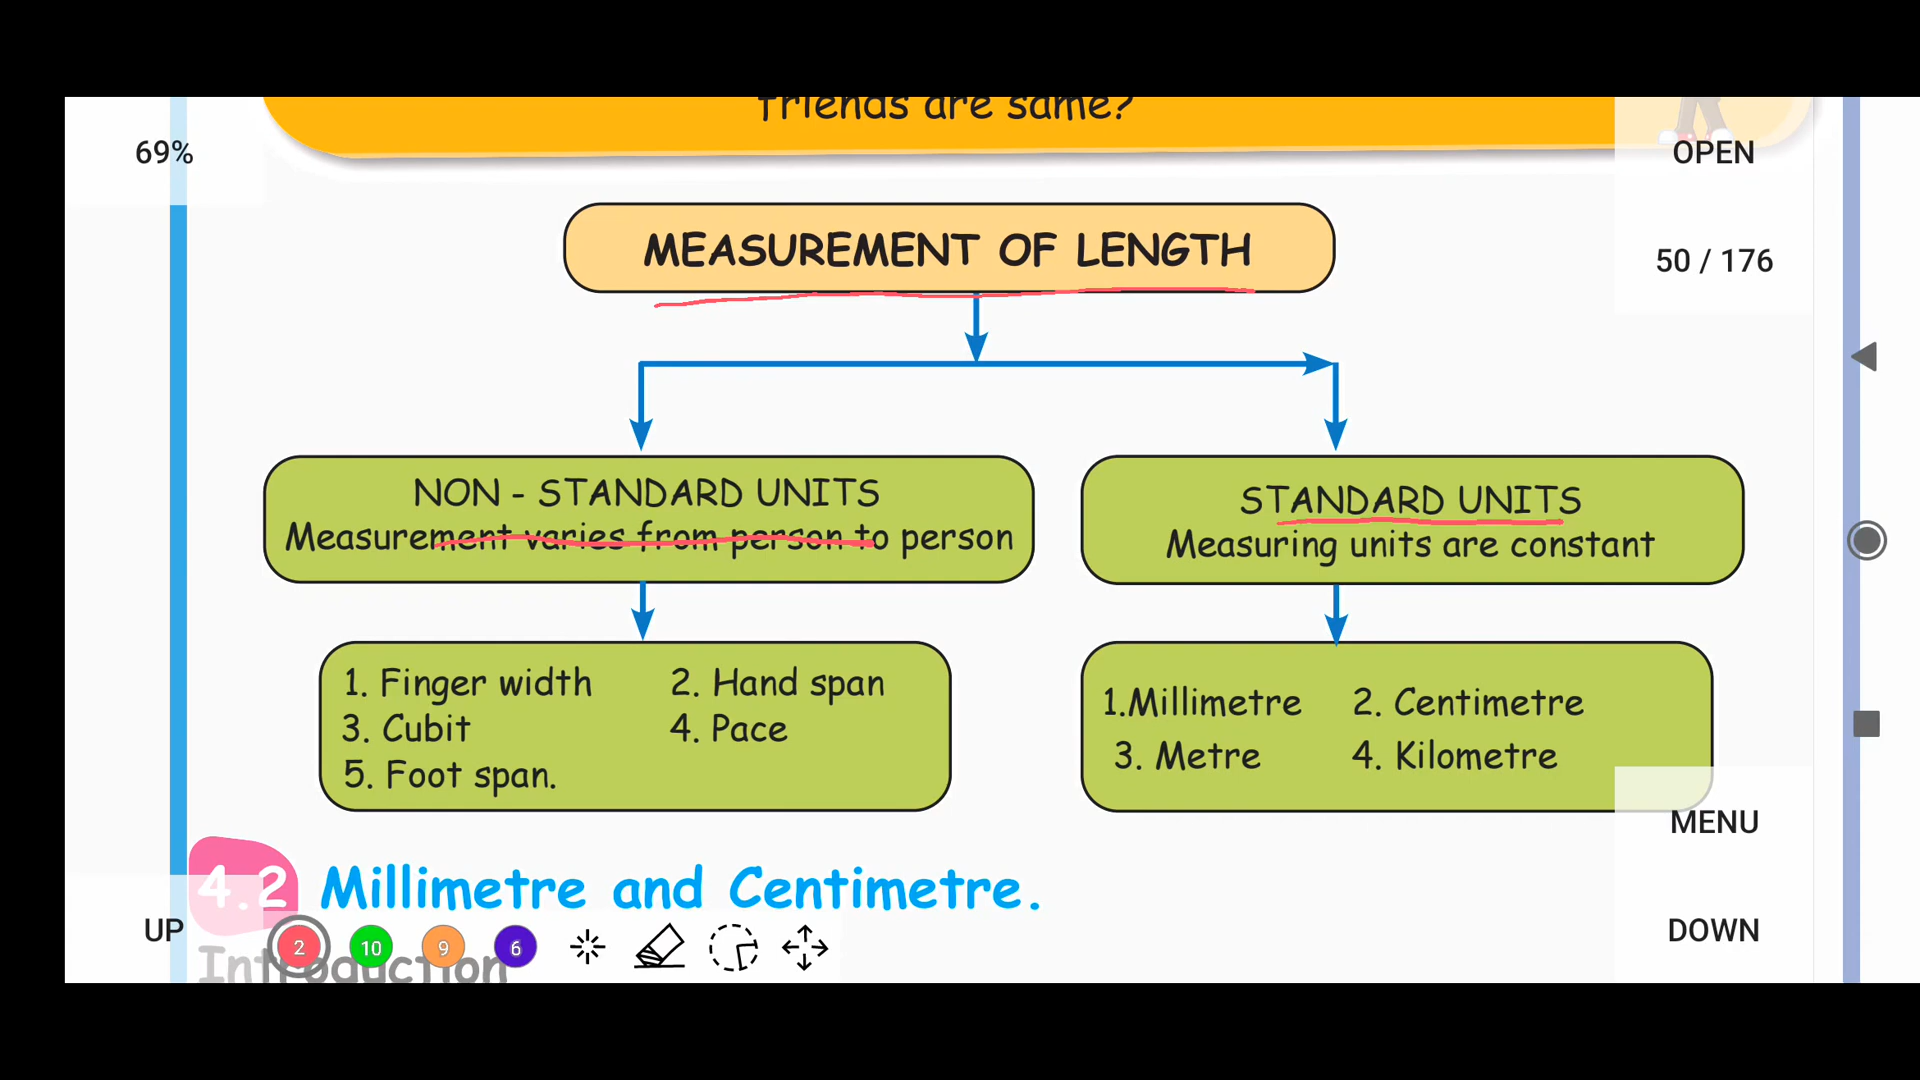 friends are same?
69%
OPEN
50 / 176
MEASUREMENT OF LENGTH
NON - STANDARD UNITS
Measurement varies from person to person
STANDARD UNITS
Measuring units are constant
1. Finger width 2. Hand span
3. Cubit 4. Pace
5. Foot span.
1.Millimetre 2. Centimetre
3. Metre 4. Kilometre
MENU
4.2 Millimetre and Centimetre.
UP
DOWN
2 10 9 6
Introduction